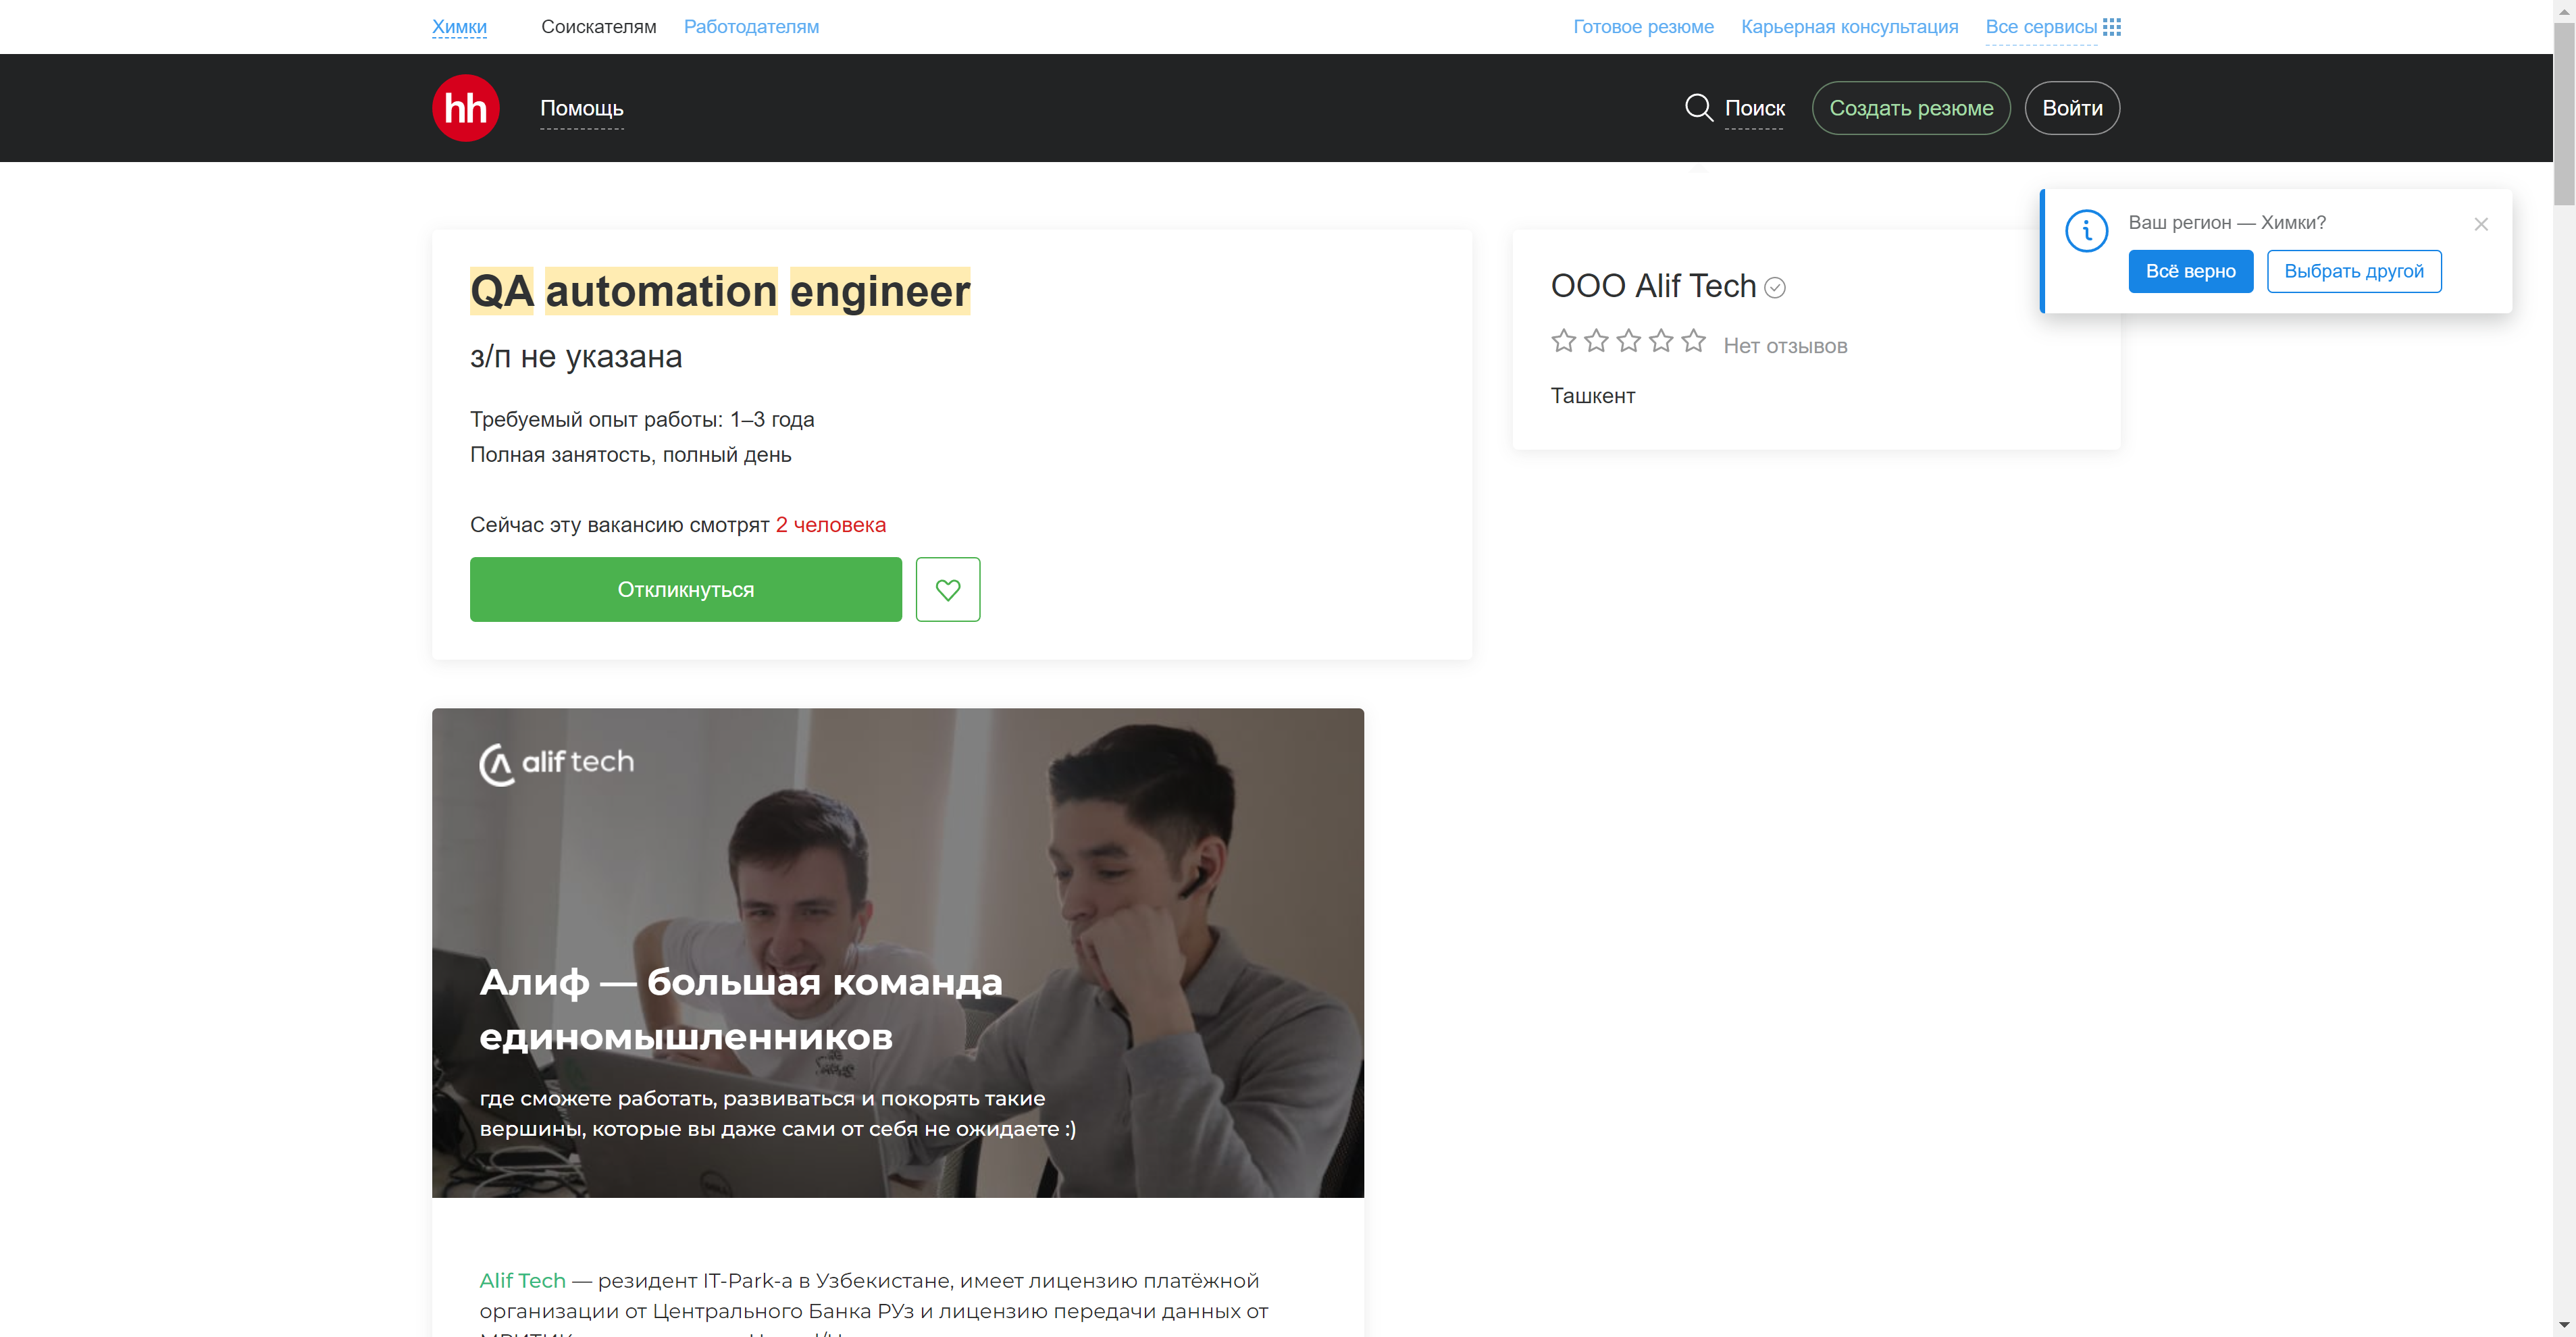 Химки Соискателям Работодателям Готовое резюме Карьерная консультация Все сервисы
hh Помощь Поиск Создать резюме Войти
Ваш регион — Химки?
Всё верно Выбрать другой
QA automation engineer
з/п не указана
Требуемый опыт работы: 1–3 года
Полная занятость, полный день
Сейчас эту вакансию смотрят 2 человека
Откликнуться
ООО Alif Tech
Нет отзывов
Ташкент
alif tech
Алиф — большая команда
единомышленников
где сможете работать, развиваться и покорять такие
вершины, которые вы даже сами от себя не ожидаете :)
Alif Tech — резидент IT-Park-а в Узбекистане, имеет лицензию платёжной
организации от Центрального Банка РУз и лицензию передачи данных от